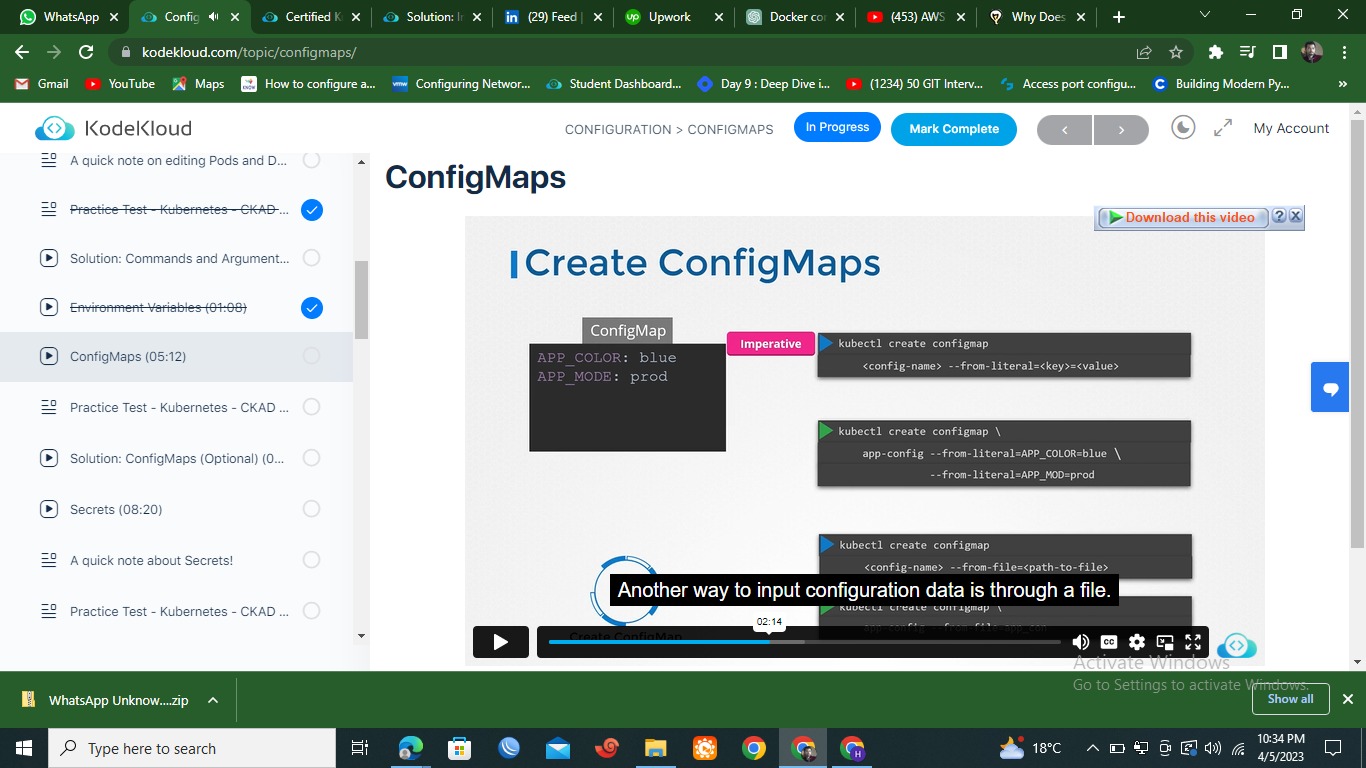 WhatsApp
Config
Certified K
Solution: I
(29) Feed
Upwork
Docker co
(453) AWS
Why Does
kodekloud.com/topic/configmaps/
Gmail
YouTube
Maps
How to configure a...
Configuring Networ...
Student Dashboard...
Day 9 : Deep Dive i...
(1234) 50 GIT Interv...
Access port configu...
Building Modern Py...
»
KodeKloud
CONFIGURATION > CONFIGMAPS
In Progress
Mark Complete
<
>
My Account
A quick note on editing Pods and D...
Practice Test - Kubernetes - CKAD ...
Solution: Commands and Argument...
Environment Variables (01:08)
ConfigMaps (05:12)
Practice Test - Kubernetes - CKAD ...
Solution: ConfigMaps (Optional) (0...
Secrets (08:20)
A quick note about Secrets!
Practice Test - Kubernetes - CKAD ...
ConfigMaps
Download this video
Create ConfigMaps
ConfigMap
APP_COLOR: blue
APP_MODE: prod
Imperative
kubectl create configmap
<config-name> --from-literal=<key>=<value>
kubectl create configmap \
app-config --from-literal=APP_COLOR=blue \
--from-literal=APP_MOD=prod
kubectl create configmap
<config-name> --from-file=<path-to-file>
Another way to input configuration data is through a file.
kubectl create configmap \
Create ConfigMap
02:14
CC
Activate Windows
Go to Settings to activate Windows.
WhatsApp Unknow....zip
Show all
Type here to search
18°C
10:34 PM
4/5/2023